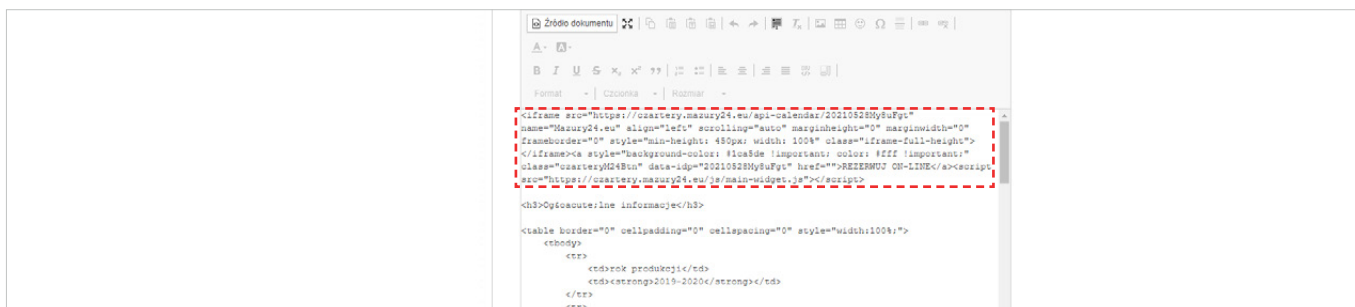 Źródło dokumentu
A A
B I U S x₂ x² ”
Format Czcionka Rozmiar
<iframe src="https://czartery.mazury24.eu/api-calendar/20210528My8uFgt"
name="Mazury24.eu" align="left" scrolling="auto" marginheight="0" marginwidth="0"
frameborder="0" style="min-height: 450px; width: 100%" class="iframe-full-height">
</iframe><a style="background-color: #1ca5de !important; color: #fff !important;"
class="czarteryM24Btn" data-idp="20210528My8uFgt" href="">REZERWUJ ON-LINE</a><script
src="https://czartery.mazury24.eu/js/main-widget.js"></script>
<h3>Og&oacute;lne informacje</h3>
<table border="0" cellpadding="0" cellspacing="0" style="width:100%;">
<tbody>
<tr>
<td>rok produkcji</td>
<td><strong>2019-2020</strong></td>
</tr>
<tr>